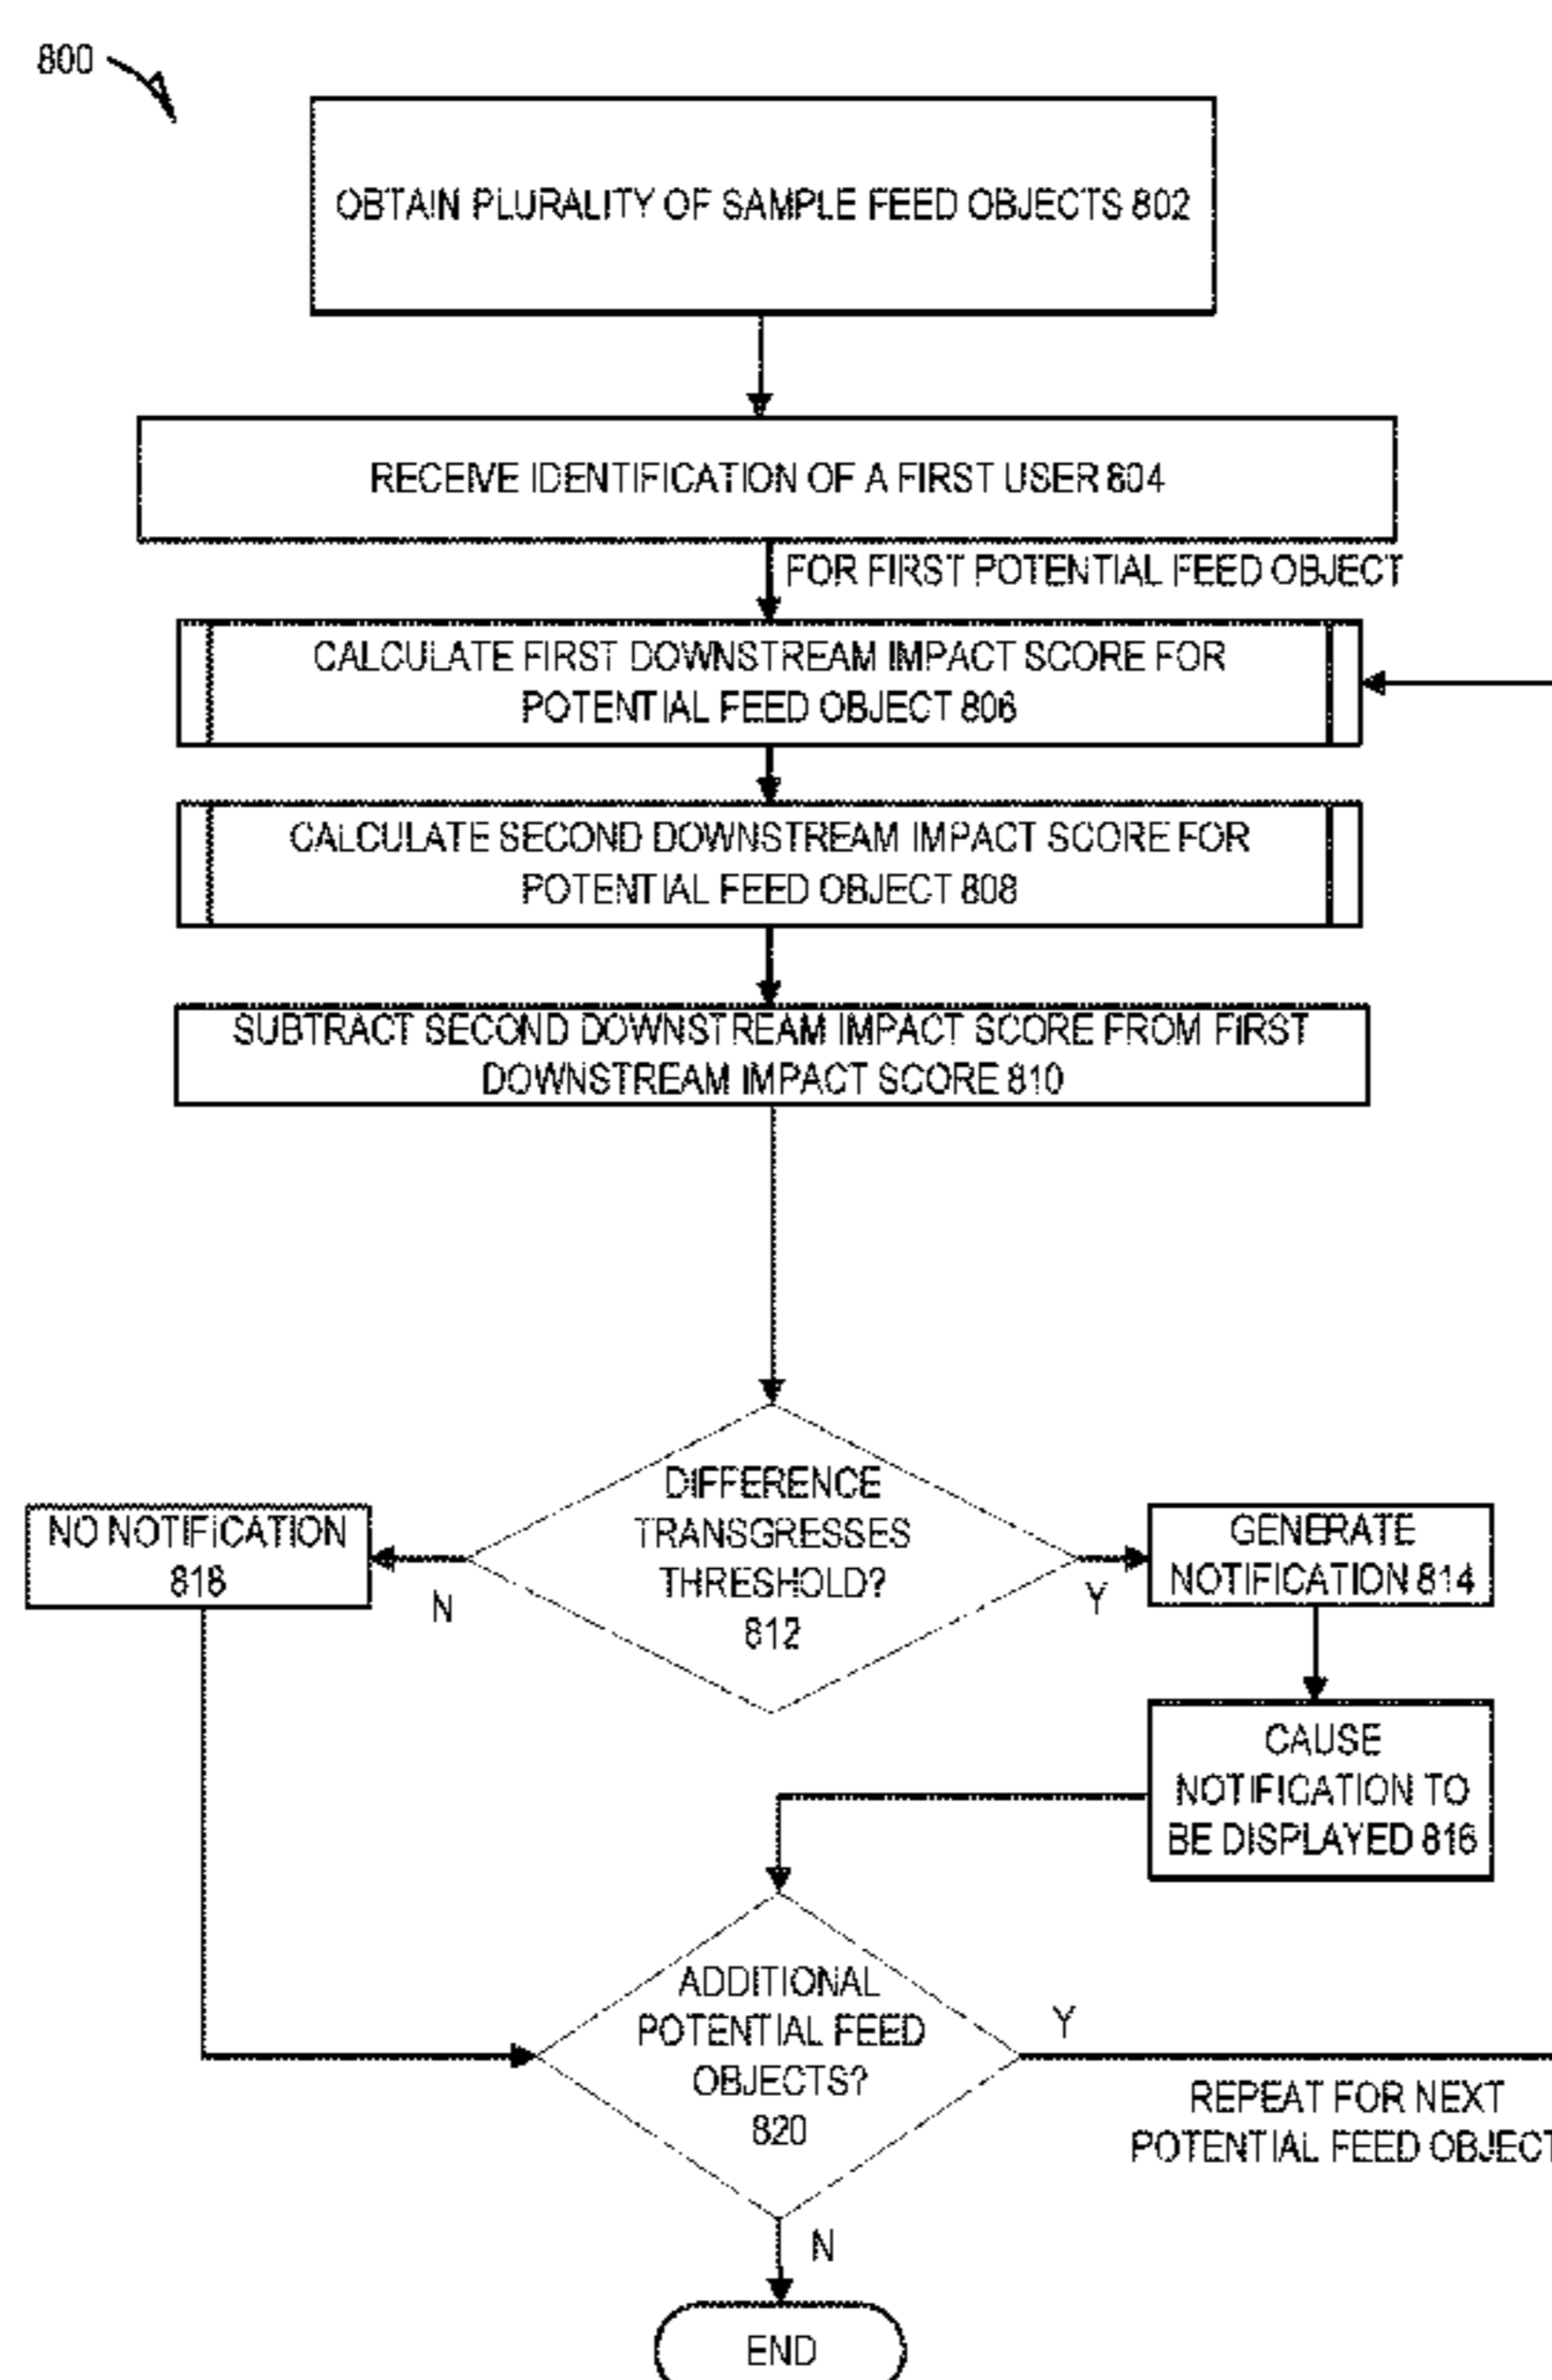 800
OBTAIN PLURALITY OF SAMPLE FEED OBJECTS 802
RECEIVE IDENTIFICATION OF A FIRST USER 804
FOR FIRST POTENTIAL FEED OBJECT
CALCULATE FIRST DOWNSTREAM IMPACT SCORE FOR
POTENTIAL FEED OBJECT 806
CALCULATE SECOND DOWNSTREAM IMPACT SCORE FOR
POTENTIAL FEED OBJECT 808
SUBTRACT SECOND DOWNSTREAM IMPACT SCORE FROM FIRST
DOWNSTREAM IMPACT SCORE 810
DIFFERENCE
TRANSGRESSES
THRESHOLD?
812
NO NOTIFICATION
818
N
Y
GENERATE
NOTIFICATION 814
CAUSE
NOTIFICATION TO
BE DISPLAYED 816
ADDITIONAL
POTENTIAL FEED
OBJECTS?
820
Y
REPEAT FOR NEXT
POTENTIAL FEED OBJECT
N
END